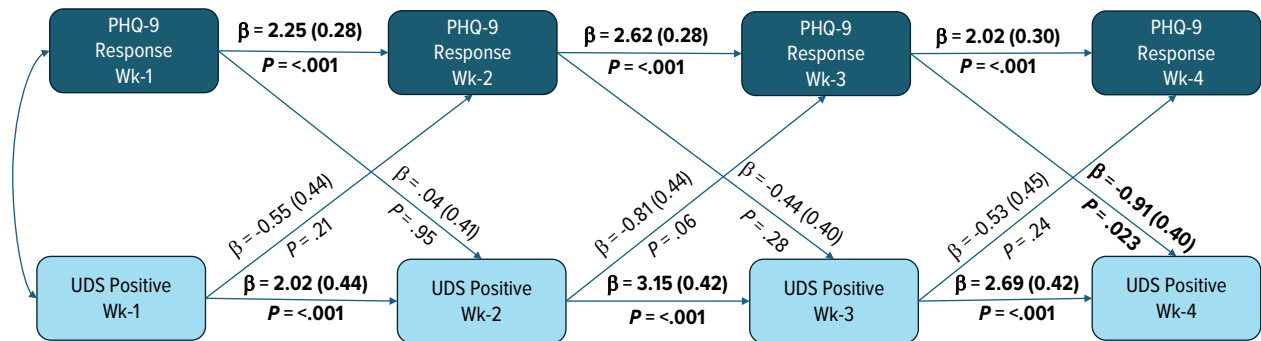 PHQ-9
Response
Wk-1
β = 2.25 (0.28)
P = <.001
PHQ-9
Response
Wk-2
β = 2.62 (0.28)
P = <.001
PHQ-9
Response
Wk-3
β = 2.02 (0.30)
P = <.001
PHQ-9
Response
Wk-4
β = -0.55 (0.44)
P = .21
β = .04 (0.41)
P = .95
β = -0.81 (0.44)
P = .06
β = -0.44 (0.40)
P = .28
β = -0.53 (0.45)
P = .24
β = -0.91 (0.40)
P = .023
UDS Positive
Wk-1
β = 2.02 (0.44)
P = <.001
UDS Positive
Wk-2
β = 3.15 (0.42)
P = <.001
UDS Positive
Wk-3
β = 2.69 (0.42)
P = <.001
UDS Positive
Wk-4